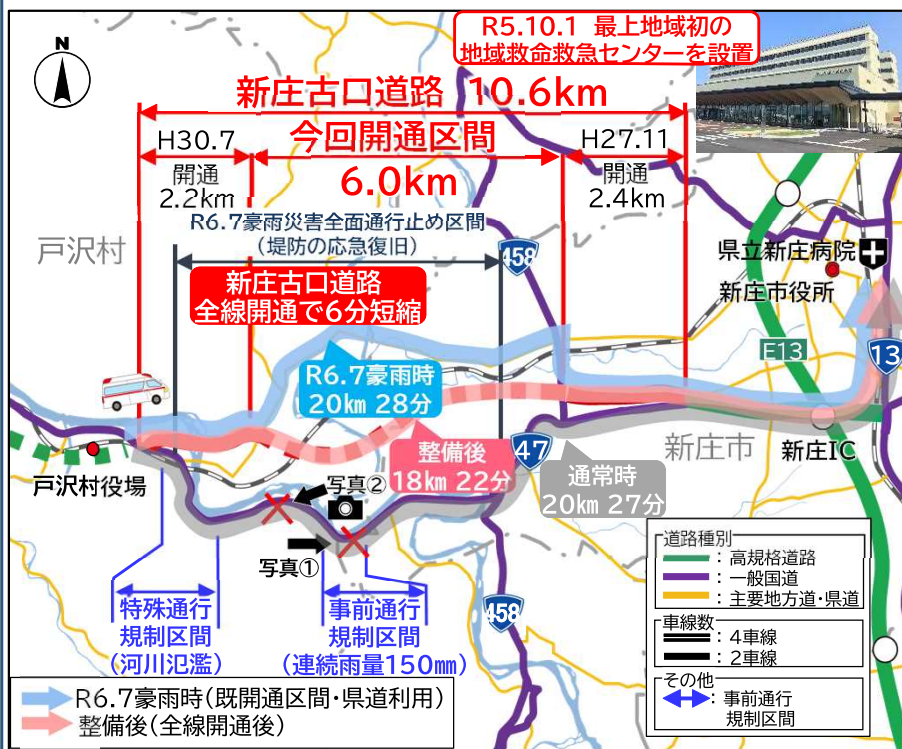 R5.10.1 最上地域初の
地域救命救急センターを設置
N
新庄古口道路 10.6km
H30.7
開通
2.2km
今回開通区間
6.0km
H27.11
開通
2.4km
R6.7豪雨災害全面通行止め区間
(堤防の応急復旧)
戸沢村
458
県立新庄病院
新庄市役所
新庄古口道路
全線開通で6分短縮
E13
13
R6.7豪雨時
20㎞ 28分
整備後
18㎞ 22分
47
通常時
20㎞ 27分
新庄市
新庄IC
戸沢村役場
写真②
写真①
特殊通行
規制区間
(河川氾濫)
事前通行
規制区間
(連続雨量150㎜)
458
道路種別
:高規格道路
:一般国道
:主要地方道・県道
車線数
:4車線
:2車線
その他
:事前通行
規制区間
R6.7豪雨時(既開通区間・県道利用)
整備後(全線開通後)